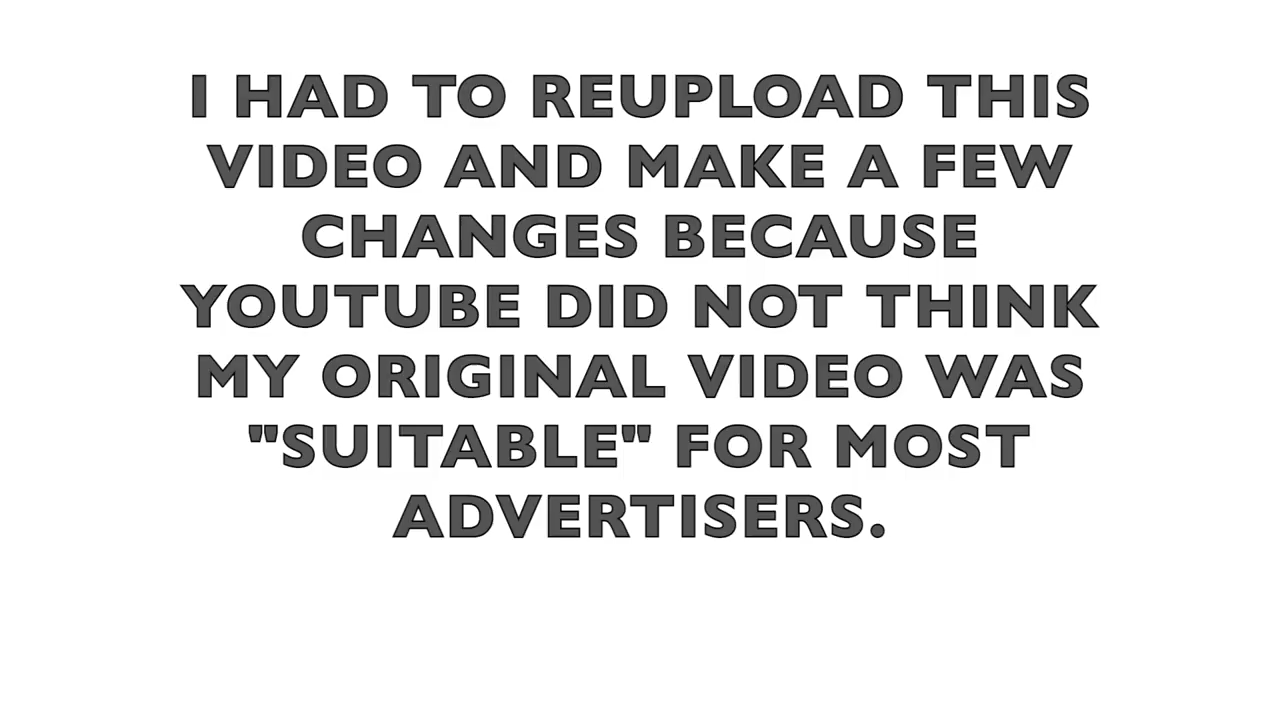 I HAD TO REUPLOAD THIS
VIDEO AND MAKE A FEW
CHANGES BECAUSE
YOUTUBE DID NOT THINK
MY ORIGINAL VIDEO WAS
"SUITABLE" FOR MOST
ADVERTISERS.